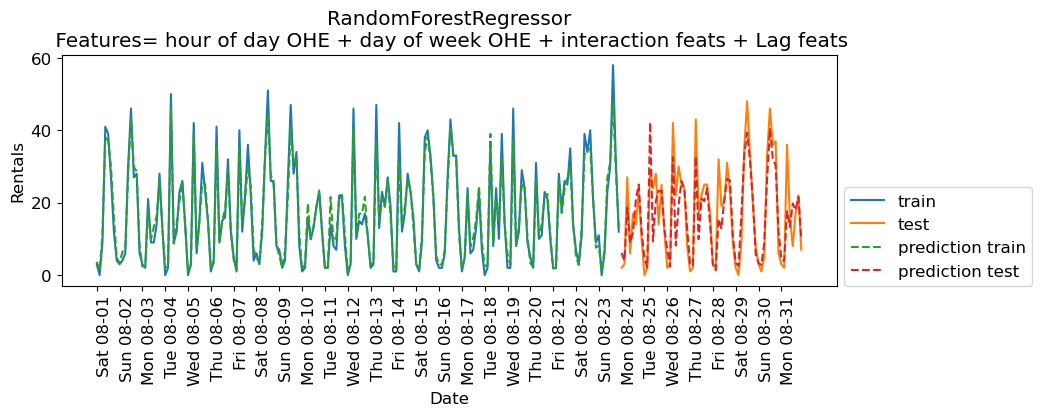 RandomForestRegressor
Features= hour of day OHE + day of week OHE + interaction feats + Lag feats
Rentals
60
40
20
0
Sat 08-01
Sun 08-02
Mon 08-03
Tue 08-04
Wed 08-05
Thu 08-06
Fri 08-07
Sat 08-08
Sun 08-09
Mon 08-10
Tue 08-11
Wed 08-12
Thu 08-13
Fri 08-14
Sat 08-15
Sun 08-16
Mon 08-17
Tue 08-18
Wed 08-19
Thu 08-20
Fri 08-21
Sat 08-22
Sun 08-23
Mon 08-24
Tue 08-25
Wed 08-26
Thu 08-27
Fri 08-28
Sat 08-29
Sun 08-30
Mon 08-31
Date
train
test
prediction train
prediction test